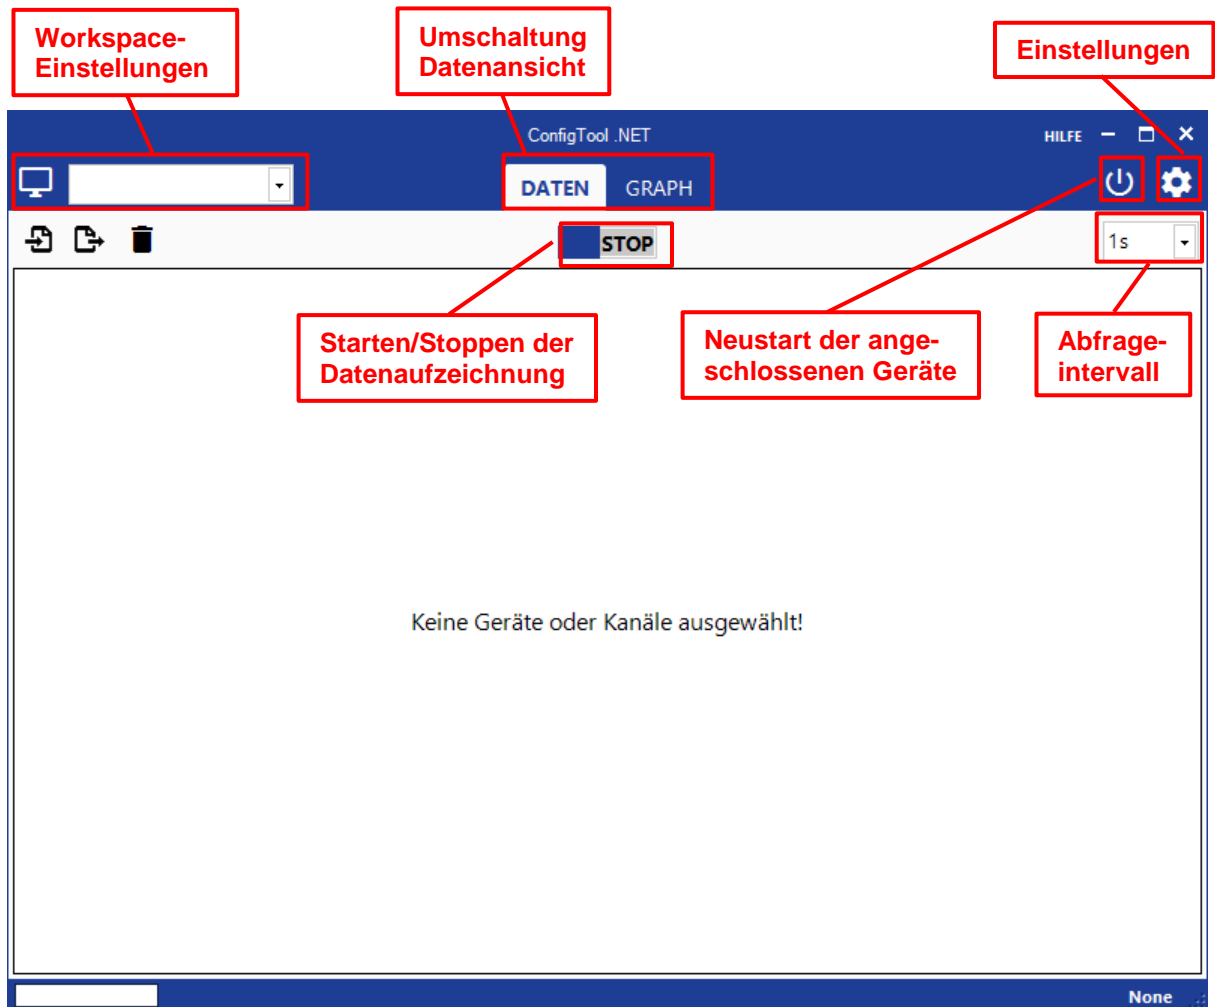 Workspace-
Einstellungen
Umschaltung
Datenansicht
Einstellungen
ConfigTool .NET
HILFE
DATEN
GRAPH
STOP
1s
Starten/Stoppen der
Datenaufzeichnung
Neustart der ange-
schlossenen Geräte
Abfrage-
intervall
Keine Geräte oder Kanäle ausgewählt!
None